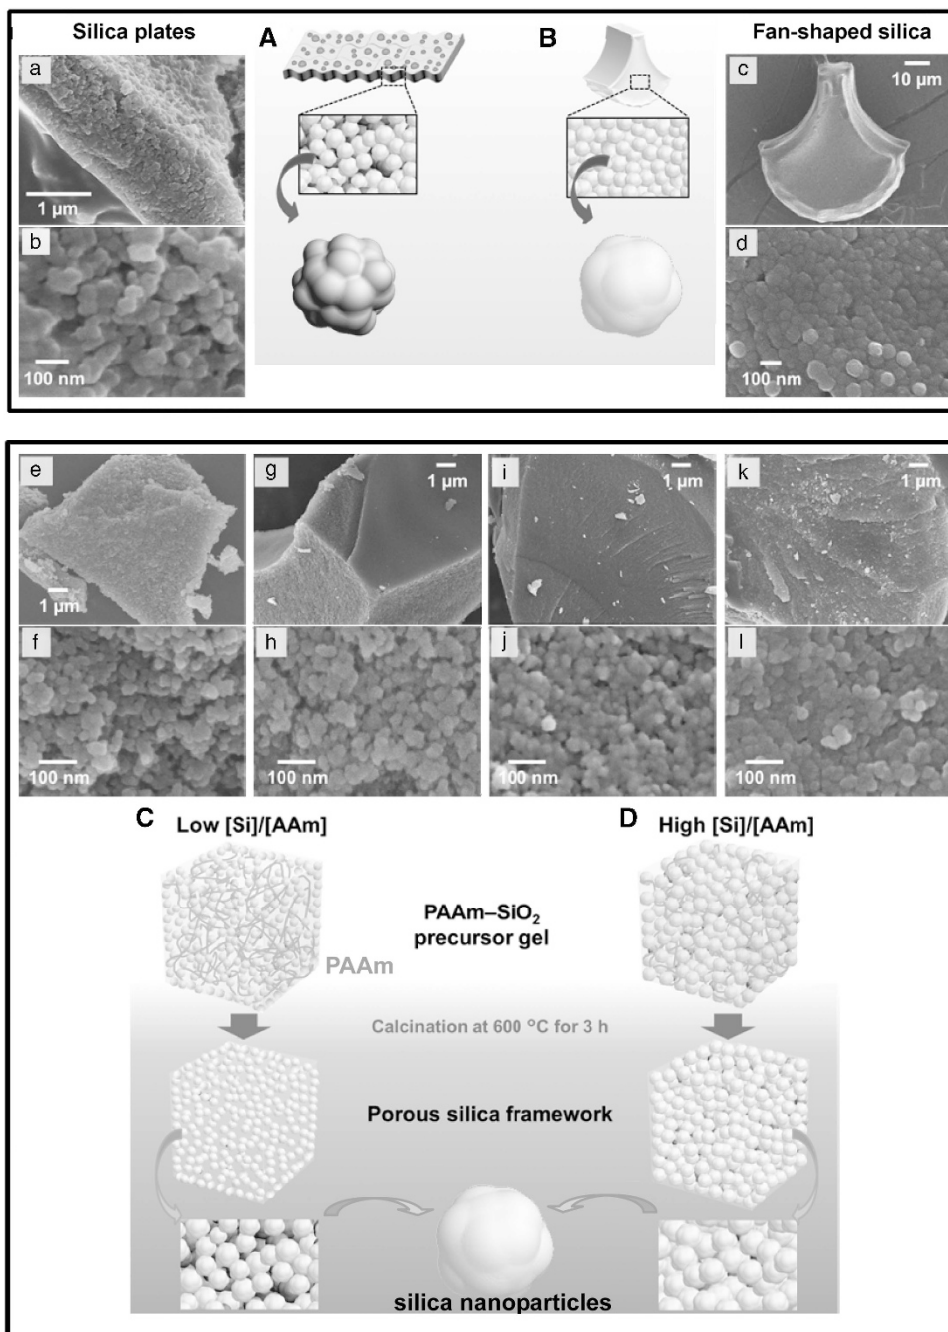 Silica plates
A
B
Fan-shaped silica
a
1 µm
c
10 µm
b
100 nm
d
100 nm
e
1 µm
g
1 µm
i
1 µm
k
1 µm
f
100 nm
h
100 nm
j
100 nm
l
100 nm
C
Low [Si]/[AAm]
D
High [Si]/[AAm]
PAAm–SiO₂
precursor gel
PAAm
Calcination at 600 °C for 3 h
Porous silica framework
silica nanoparticles